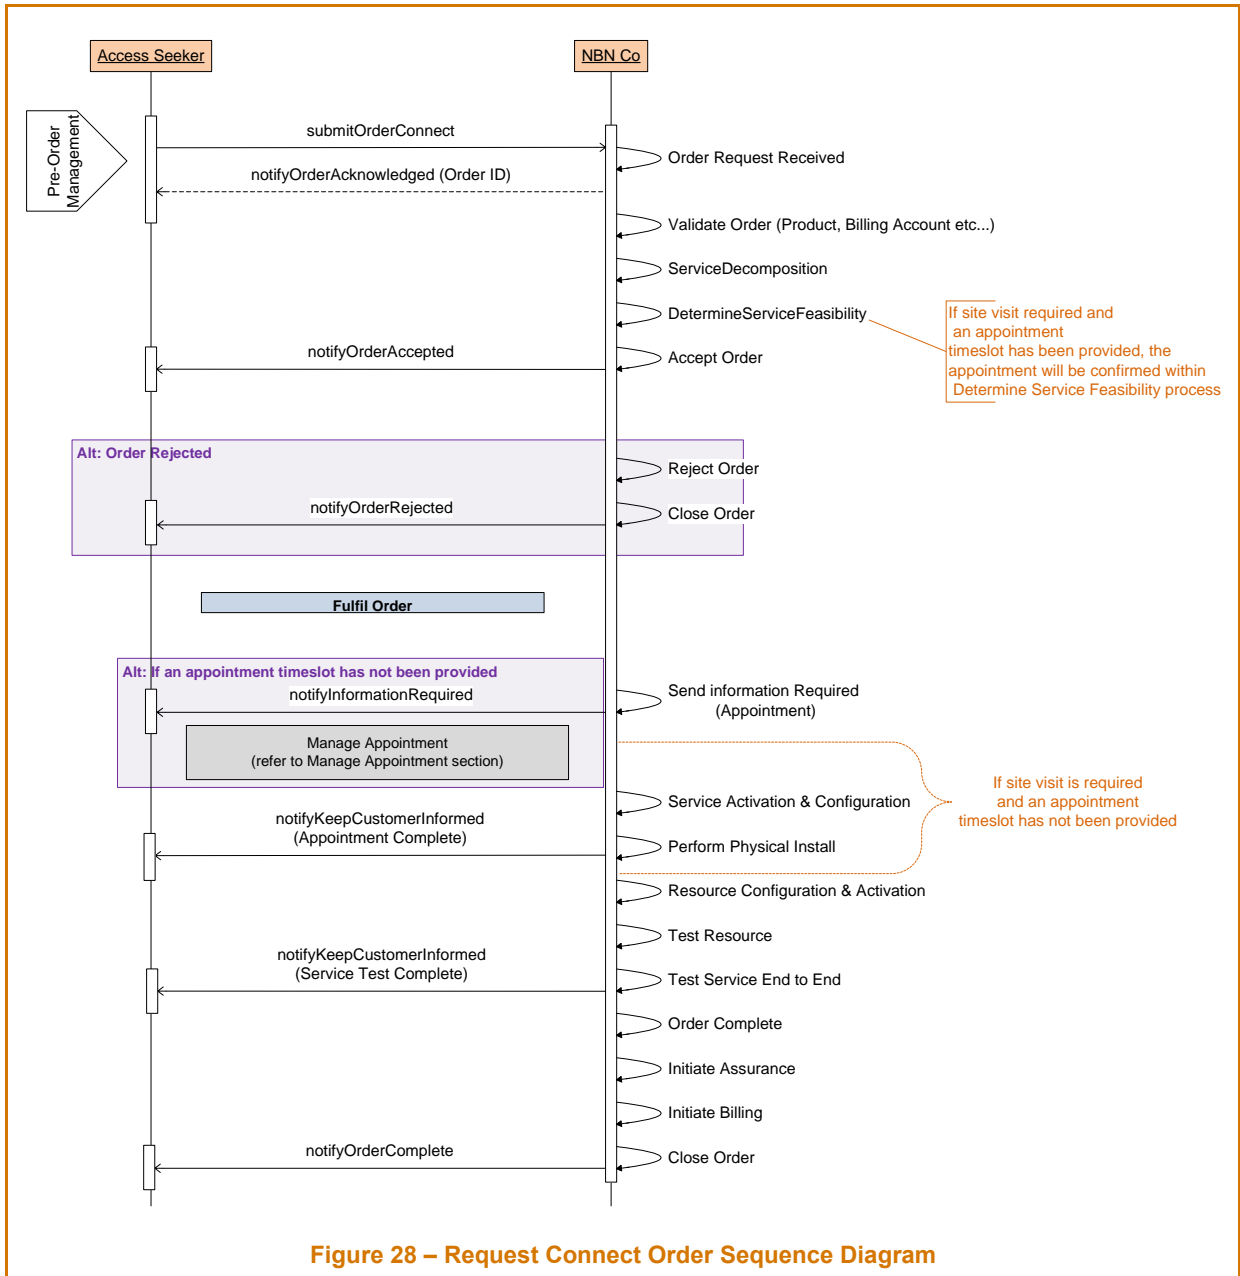 Access Seeker
NBN Co
Pre-Order
Management
submitOrderConnect
Order Request Received
notifyOrderAcknowledged (Order ID)
Validate Order (Product, Billing Account etc...)
ServiceDecomposition
DetermineServiceFeasibility
If site visit required and
an appointment
timeslot has been provided, the
appointment will be confirmed within
Determine Service Feasibility process
notifyOrderAccepted
Accept Order
Alt: Order Rejected
Reject Order
notifyOrderRejected
Close Order
Fulfil Order
Alt: If an appointment timeslot has not been provided
notifyInformationRequired
Send information Required
(Appointment)
Manage Appointment
(refer to Manage Appointment section)
If site visit is required
and an appointment
timeslot has not been provided
Service Activation & Configuration
notifyKeepCustomerInformed
(Appointment Complete)
Perform Physical Install
Resource Configuration & Activation
Test Resource
notifyKeepCustomerInformed
(Service Test Complete)
Test Service End to End
Order Complete
Initiate Assurance
Initiate Billing
notifyOrderComplete
Close Order
Figure 28 – Request Connect Order Sequence Diagram